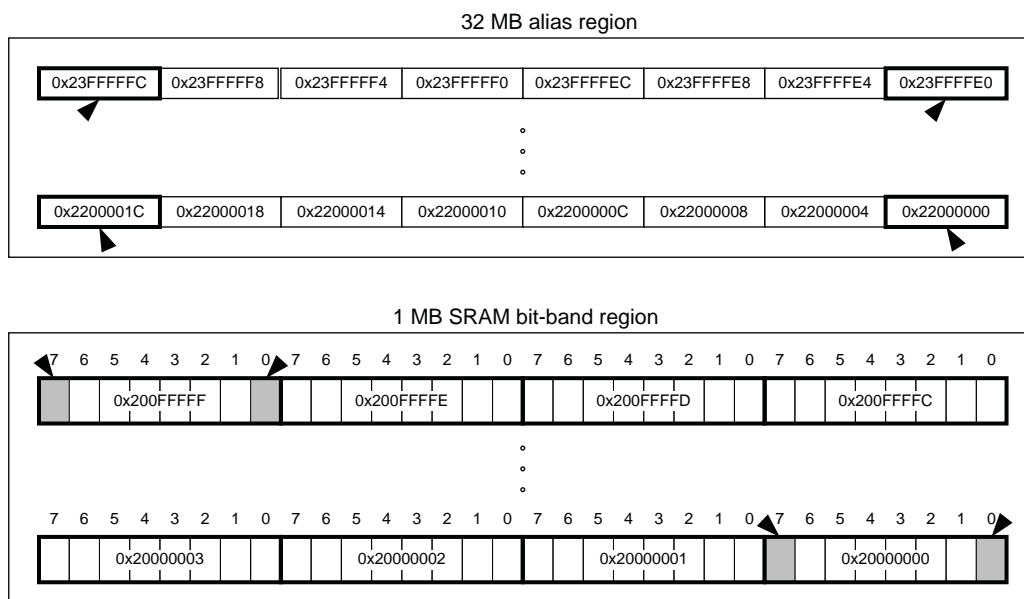 32 MB alias region
0x23FFFFFC 0x23FFFFF8 0x23FFFFF4 0x23FFFFF0 0x23FFFFEC 0x23FFFFE8 0x23FFFFE4 0x23FFFFE0
0x2200001C 0x22000018 0x22000014 0x22000010 0x2200000C 0x22000008 0x22000004 0x22000000
1 MB SRAM bit-band region
7 6 5 4 3 2 1 0 7 6 5 4 3 2 1 0 7 6 5 4 3 2 1 0 7 6 5 4 3 2 1 0
0x200FFFFF 0x200FFFFE 0x200FFFFD 0x200FFFFC
7 6 5 4 3 2 1 0 7 6 5 4 3 2 1 0 7 6 5 4 3 2 1 0 7 6 5 4 3 2 1 0
0x20000003 0x20000002 0x20000001 0x20000000